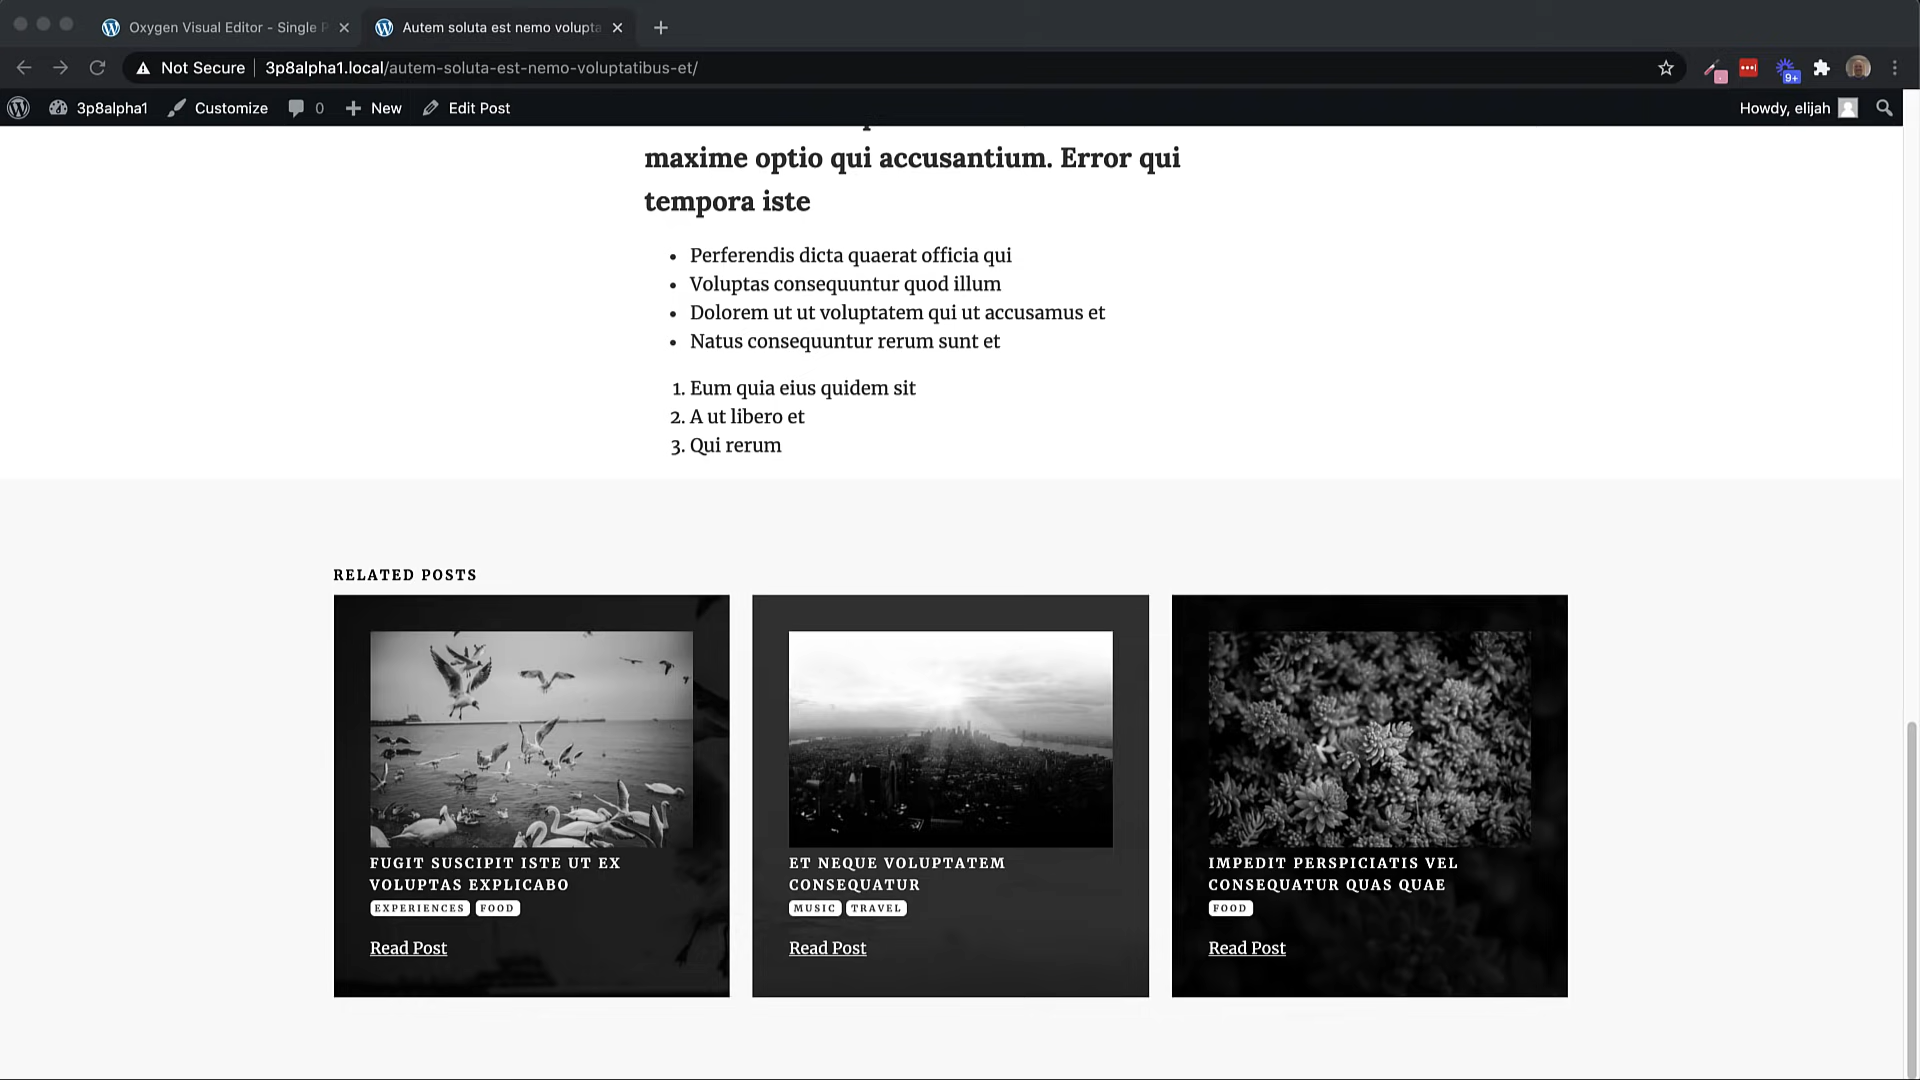 Oxygen Visual Editor - Single P
Autem soluta est nemo volupta
Not Secure
3p8alpha1.local/autem-soluta-est-nemo-voluptatibus-et/
9+
3p8alpha1
Customize
0
New
Edit Post
Howdy, elijah
maxime optio qui accusantium. Error qui
tempora iste
• Perferendis dicta quaerat officia qui
• Voluptas consequuntur quod illum
• Dolorem ut ut voluptatem qui ut accusamus et
• Natus consequuntur rerum sunt et
1. Eum quia eius quidem sit
2. A ut libero et
3. Qui rerum
RELATED POSTS
FUGIT SUSCIPIT ISTE UT EX
VOLUPTAS EXPLICABO
EXPERIENCES FOOD
Read Post
ET NEQUE VOLUPTATEM
CONSEQUATUR
MUSIC TRAVEL
Read Post
IMPEDIT PERSPICIATIS VEL
CONSEQUATUR QUAS QUAE
FOOD
Read Post